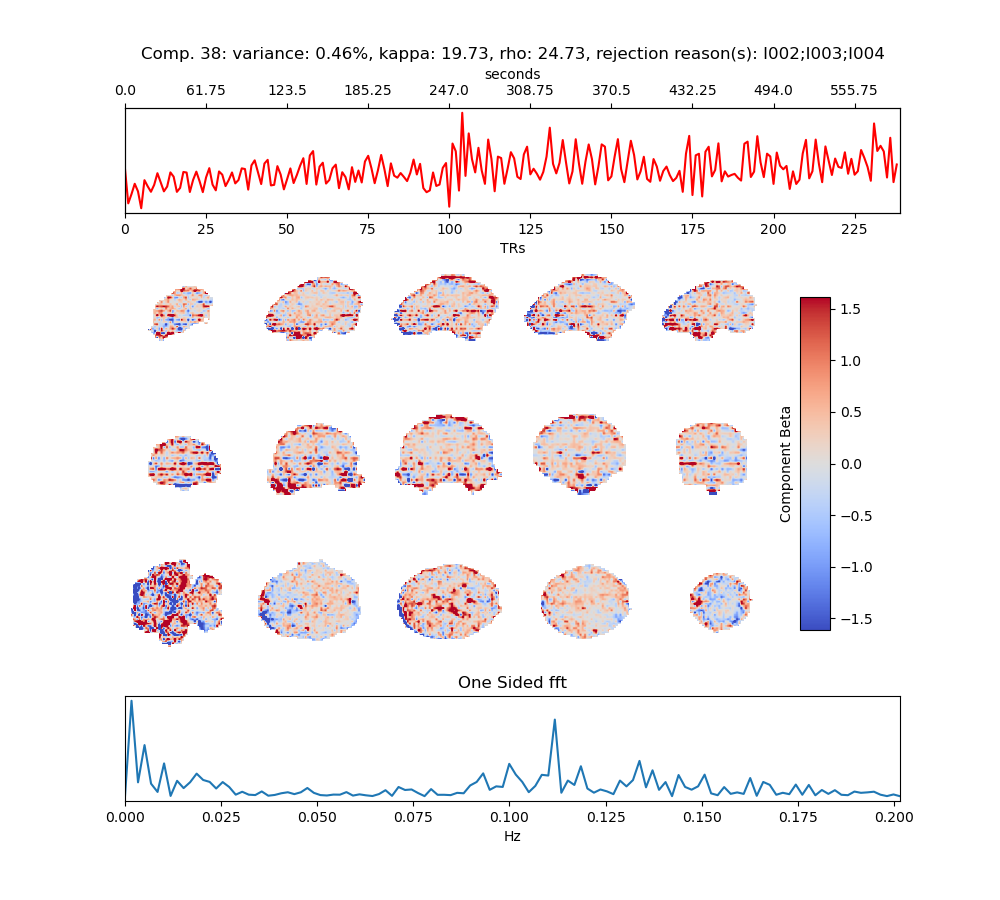 Comp. 38: variance: 0.46%, kappa: 19.73, rho: 24.73, rejection reason(s): I002;I003;I004
seconds
0.0 61.75 123.5 185.25 247.0 308.75 370.5 432.25 494.0 555.75
0 25 50 75 100 125 150 175 200 225
TRs
1.5
1.0
0.5
0.0
−0.5
−1.0
−1.5
Component Beta
One Sided fft
0.000 0.025 0.050 0.075 0.100 0.125 0.150 0.175 0.200
Hz